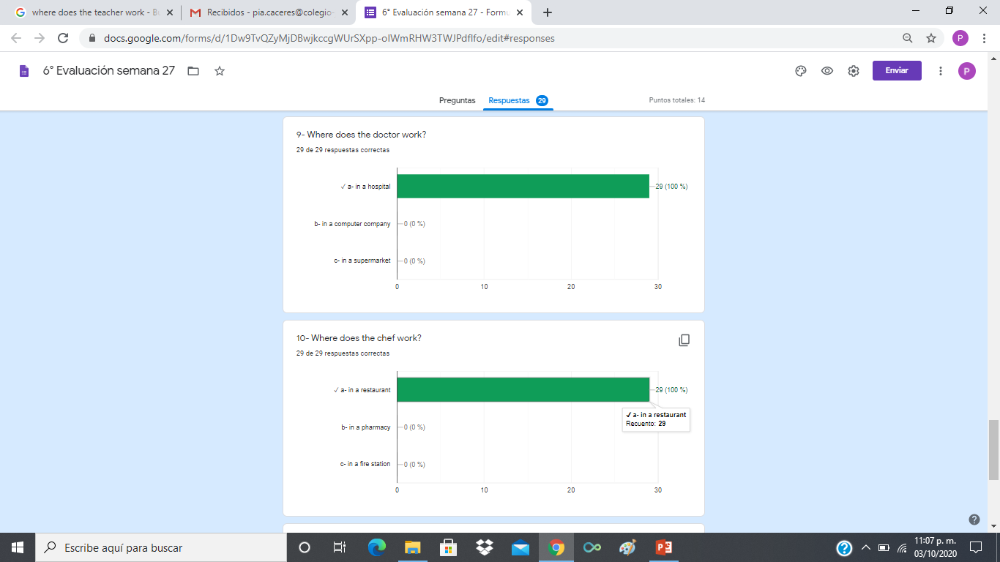 where does the teacher work - B
Recibidos - pia.caceres@colegio-
6° Evaluación semana 27 - Formu
docs.google.com/forms/d/1Dw9TvQZyMjDBwjkccgWUrSXpp-oIWmRHW3TWJPdfIfo/edit#responses
P
6° Evaluación semana 27
Enviar
P
Preguntas
Respuestas
29
Puntos totales: 14
9- Where does the doctor work?
29 de 29 respuestas correctas
✓ a- in a hospital
29 (100 %)
b- in a computer company
0 (0 %)
c- in a supermarket
0 (0 %)
0 10 20 30
10- Where does the chef work?
29 de 29 respuestas correctas
✓ a- in a restaurant
29 (100 %)
✓ a- in a restaurant
Recuento: 29
b- in a pharmacy
0 (0 %)
c- in a fire station
0 (0 %)
0 10 20 30
Escribe aquí para buscar
11:07 p. m.
03/10/2020